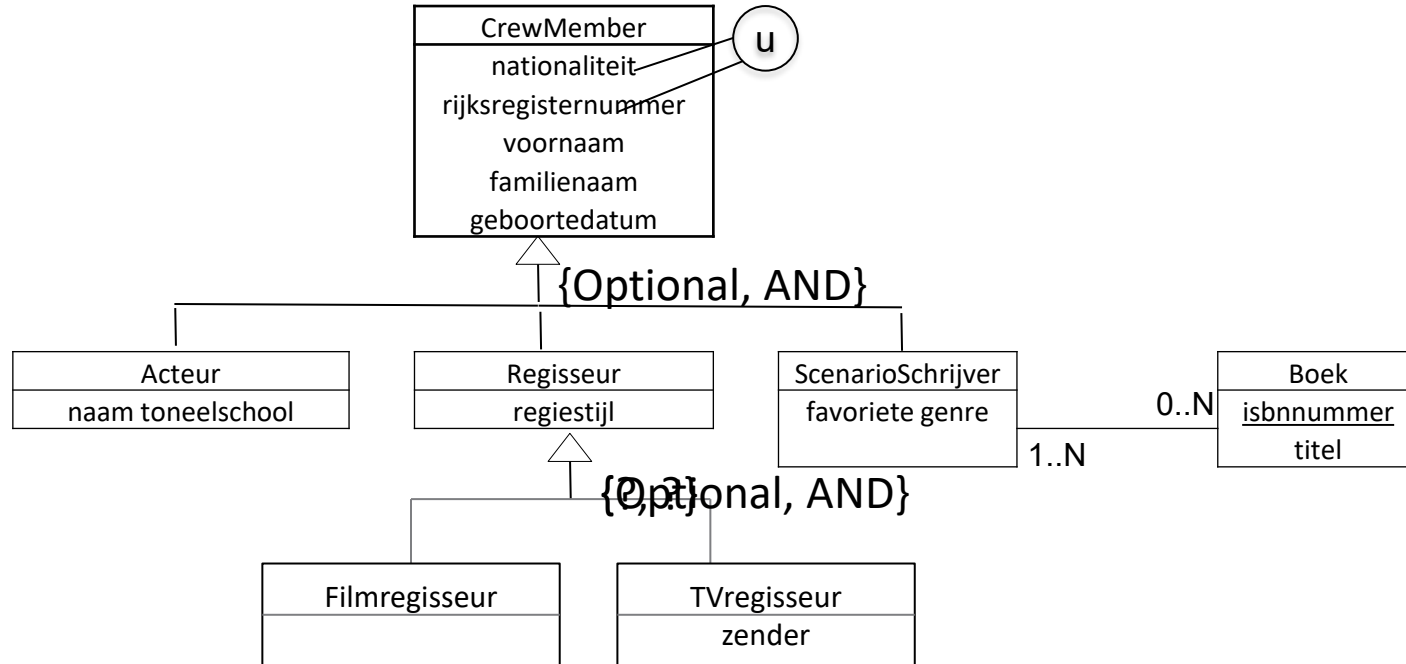 CrewMember
nationaliteit
rijksregisternummer
voornaam
familienaam
geboortedatum
u
{Optional, AND}
Acteur
naam toneelschool
Regisseur
regiestijl
ScenarioSchrijver
favoriete genre
1..N
0..N
Boek
isbnnummer
titel
{?, ?}
{Optional, AND}
Filmregisseur
TVregisseur
zender